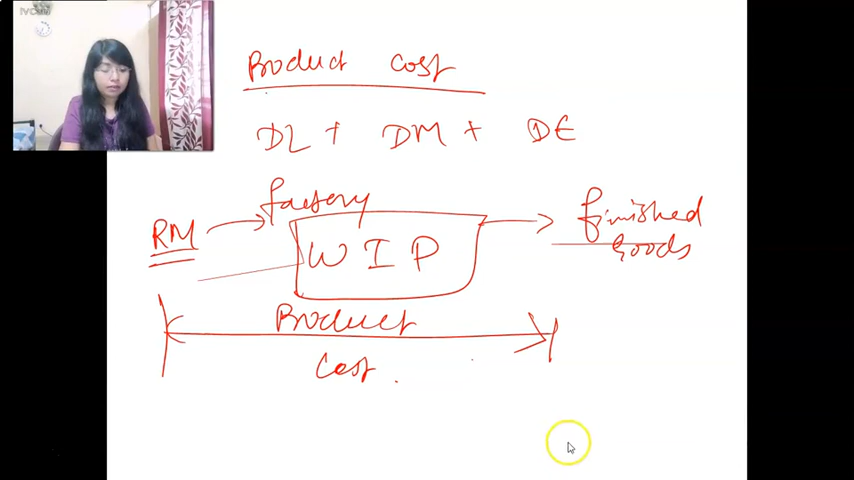 Product Cost
DL + DM + DE
factory
RM
WIP
finished
Goods
Product
Cost